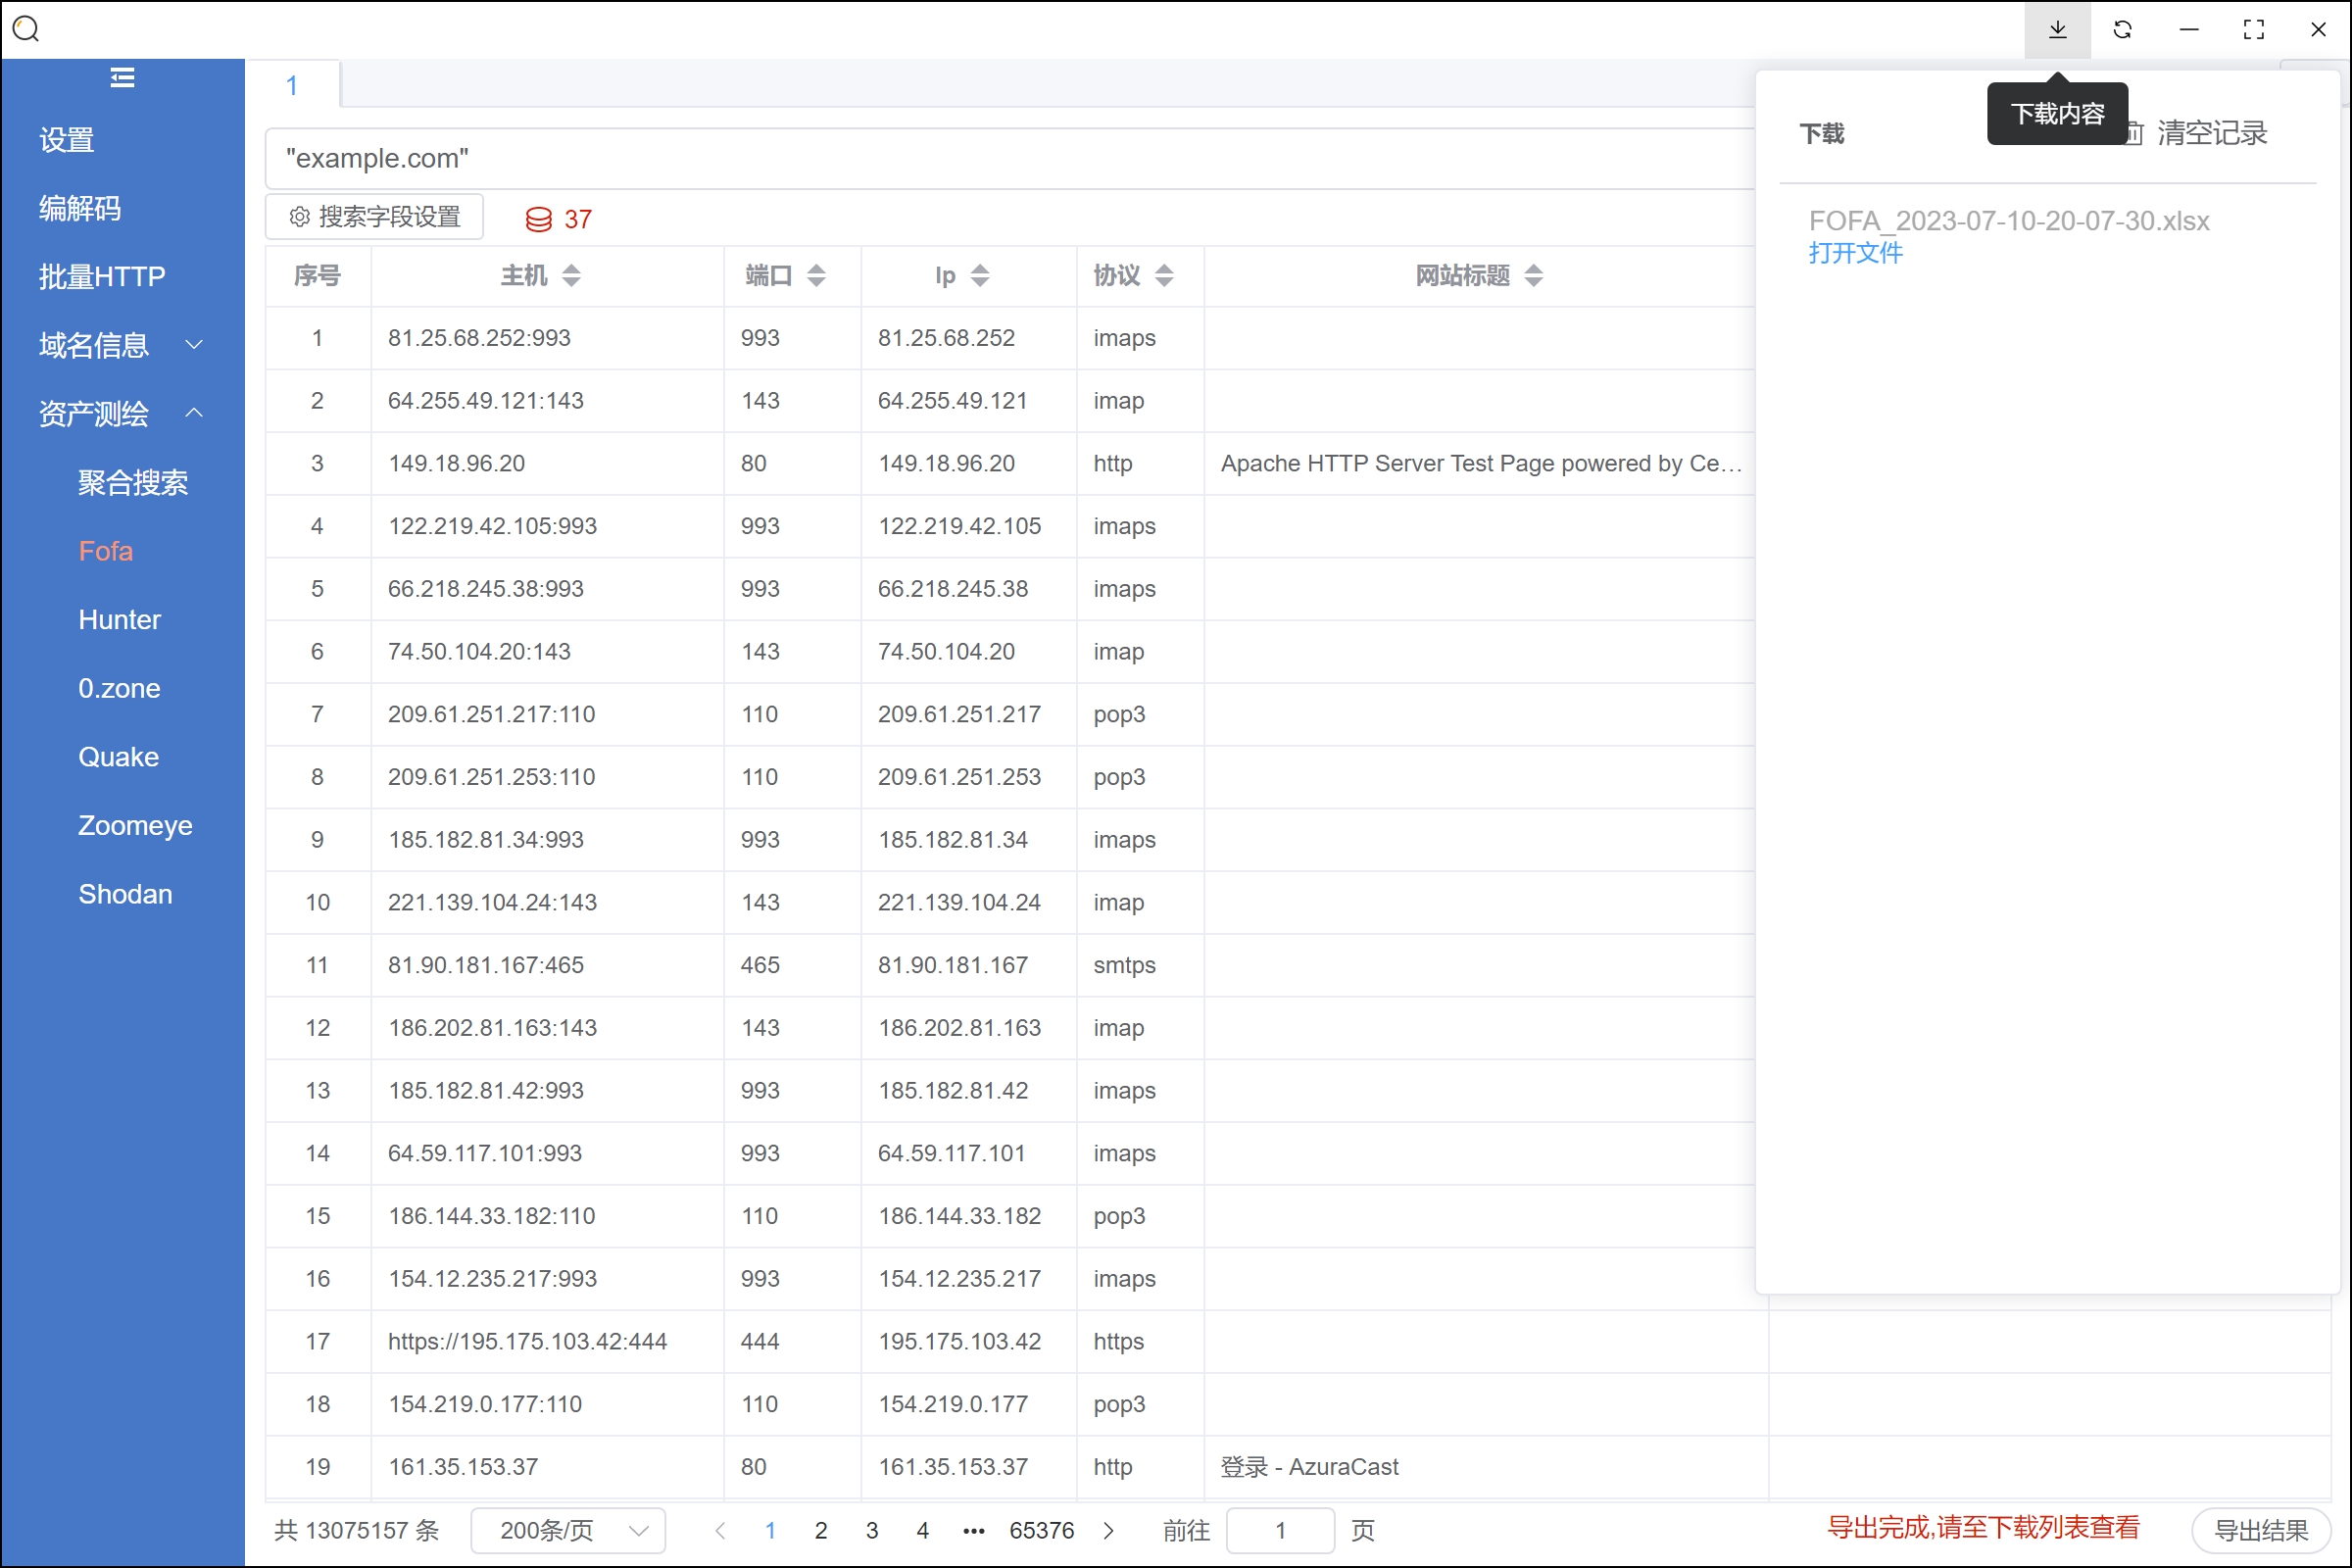 1
下载内容
设置
编解码
批量HTTP
域名信息
资产测绘
聚合搜索
Fofa
Hunter
0.zone
Quake
Zoomeye
Shodan
"example.com"
搜索字段设置 37
序号 主机 端口 Ip 协议 网站标题
1 81.25.68.252:993 993 81.25.68.252 imaps
2 64.255.49.121:143 143 64.255.49.121 imap
3 149.18.96.20 80 149.18.96.20 http Apache HTTP Server Test Page powered by Ce…
4 122.219.42.105:993 993 122.219.42.105 imaps
5 66.218.245.38:993 993 66.218.245.38 imaps
6 74.50.104.20:143 143 74.50.104.20 imap
7 209.61.251.217:110 110 209.61.251.217 pop3
8 209.61.251.253:110 110 209.61.251.253 pop3
9 185.182.81.34:993 993 185.182.81.34 imaps
10 221.139.104.24:143 143 221.139.104.24 imap
11 81.90.181.167:465 465 81.90.181.167 smtps
12 186.202.81.163:143 143 186.202.81.163 imap
13 185.182.81.42:993 993 185.182.81.42 imaps
14 64.59.117.101:993 993 64.59.117.101 imaps
15 186.144.33.182:110 110 186.144.33.182 pop3
16 154.12.235.217:993 993 154.12.235.217 imaps
17 https://195.175.103.42:444 444 195.175.103.42 https
18 154.219.0.177:110 110 154.219.0.177 pop3
19 161.35.153.37 80 161.35.153.37 http 登录 - AzuraCast
下载 清空记录
FOFA_2023-07-10-20-07-30.xlsx
打开文件
共 13075157 条 200条/页 1 2 3 4 ••• 65376 前往 1 页 导出完成,请至下载列表查看 导出结果